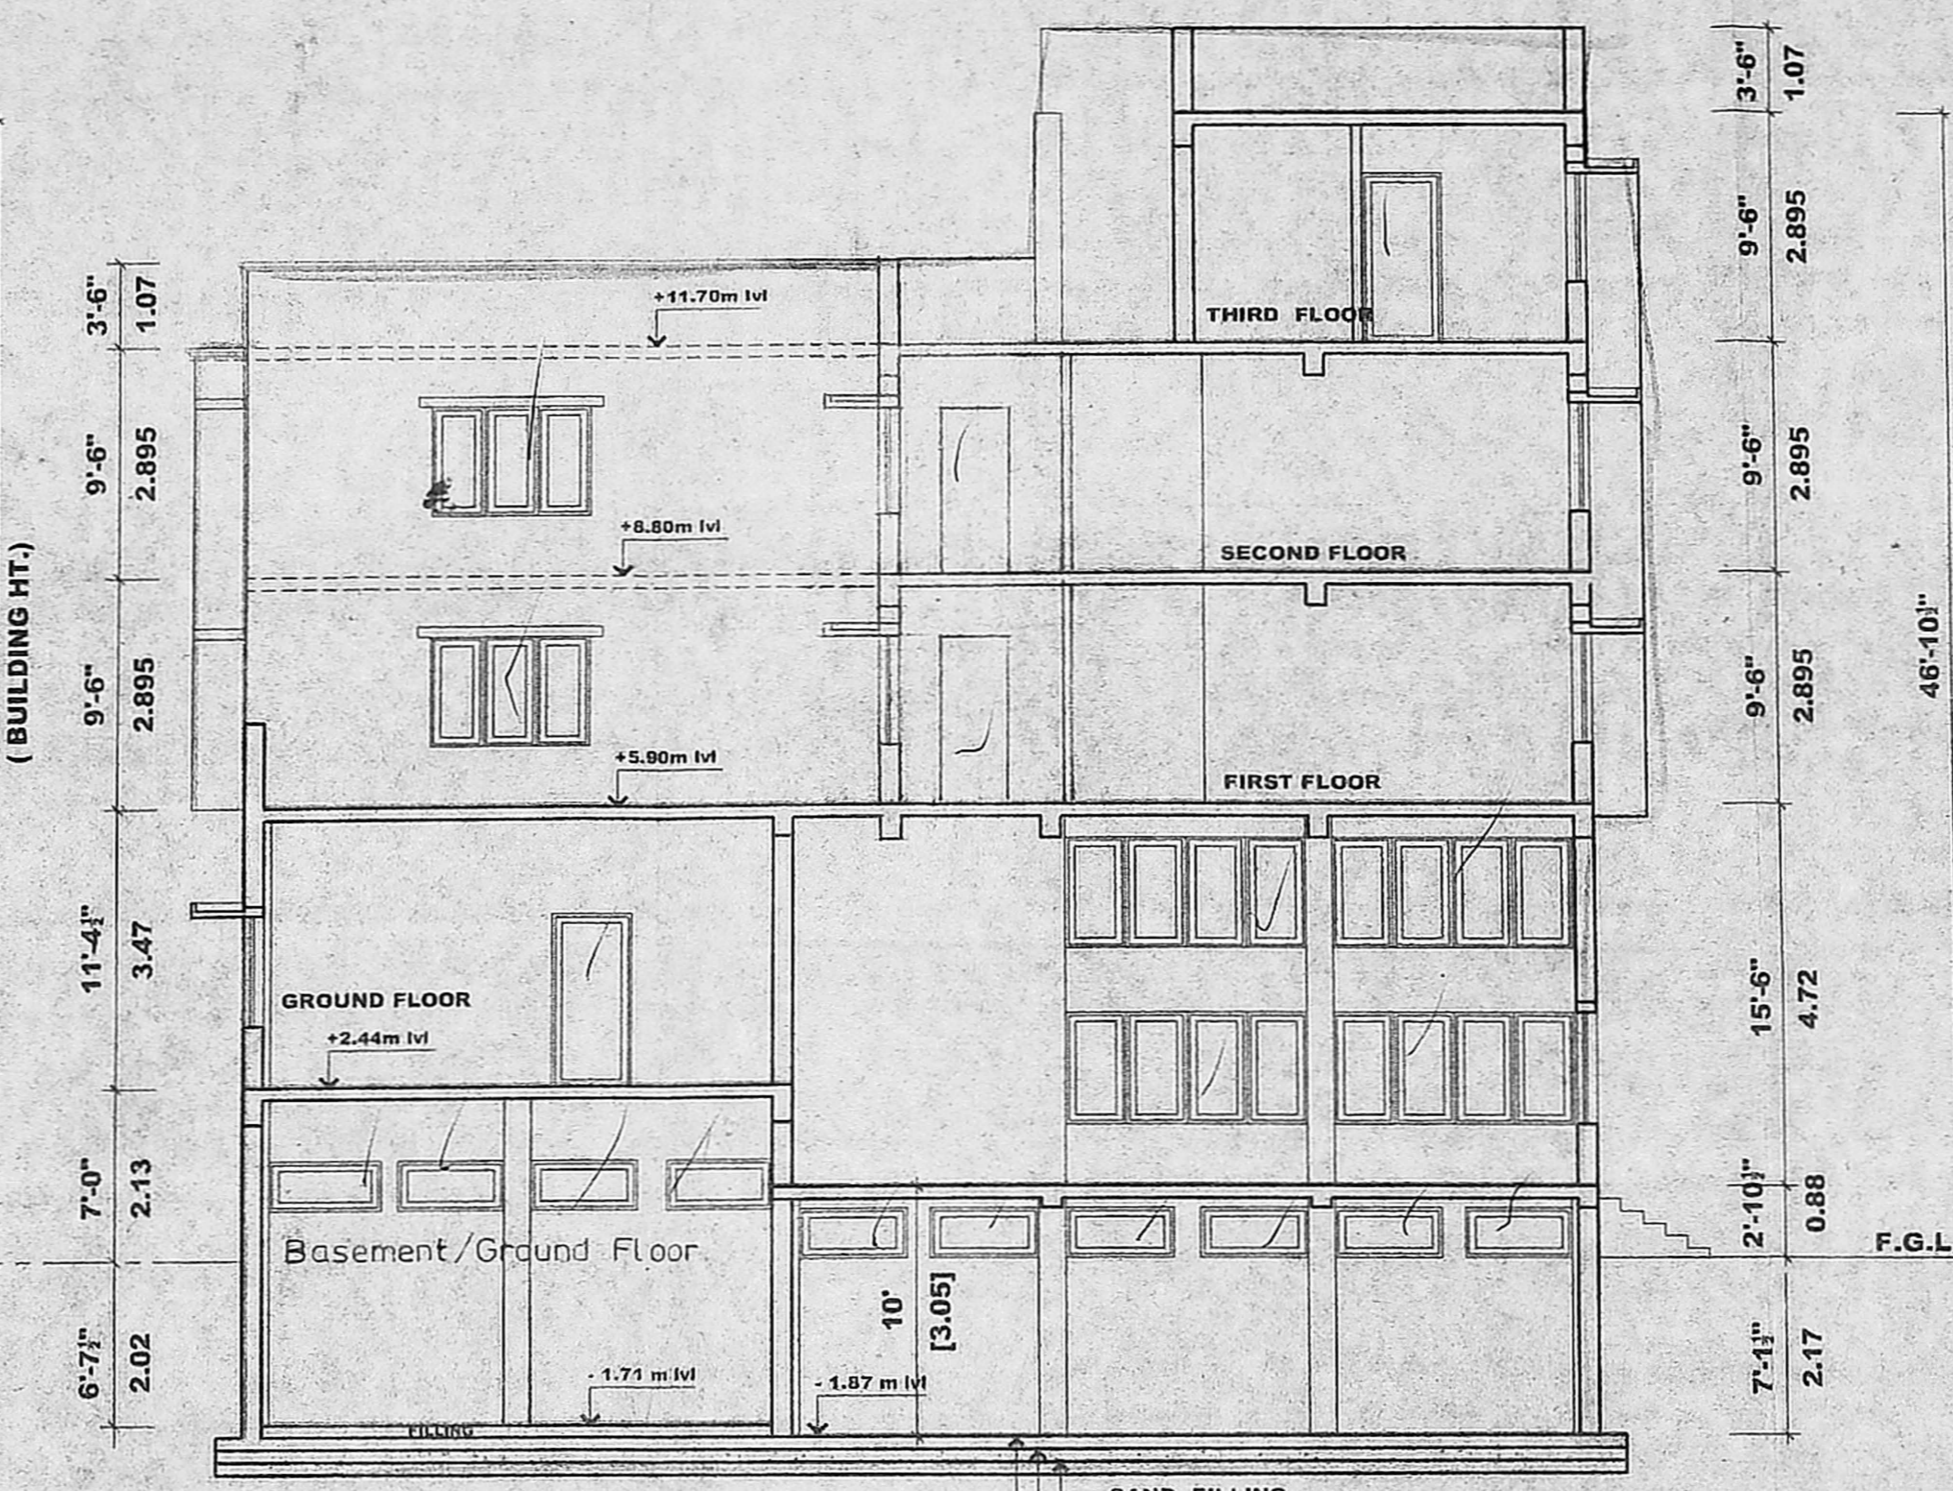 3'-6"
1.07
3'-6"
1.07
9'-6"
2.895
+11.70m lvl
THIRD FLOOR
9'-6"
2.895
9'-6"
2.895
+8.80m lvl
SECOND FLOOR
(BUILDING HT.)
46'-10½"
9'-6"
2.895
9'-6"
2.895
+5.90m lvl
FIRST FLOOR
11'-4½"
3.47
GROUND FLOOR
+2.44m lvl
15'-6"
4.72
7'-0"
2.13
2'-10½"
0.88
Basement/Ground Floor
F.G.L
10'
[3.05]
6'-7½"
2.02
- 1.71 m lvl
- 1.87 m lvl
7'-1½"
2.17
FILLING
SAND FILLING